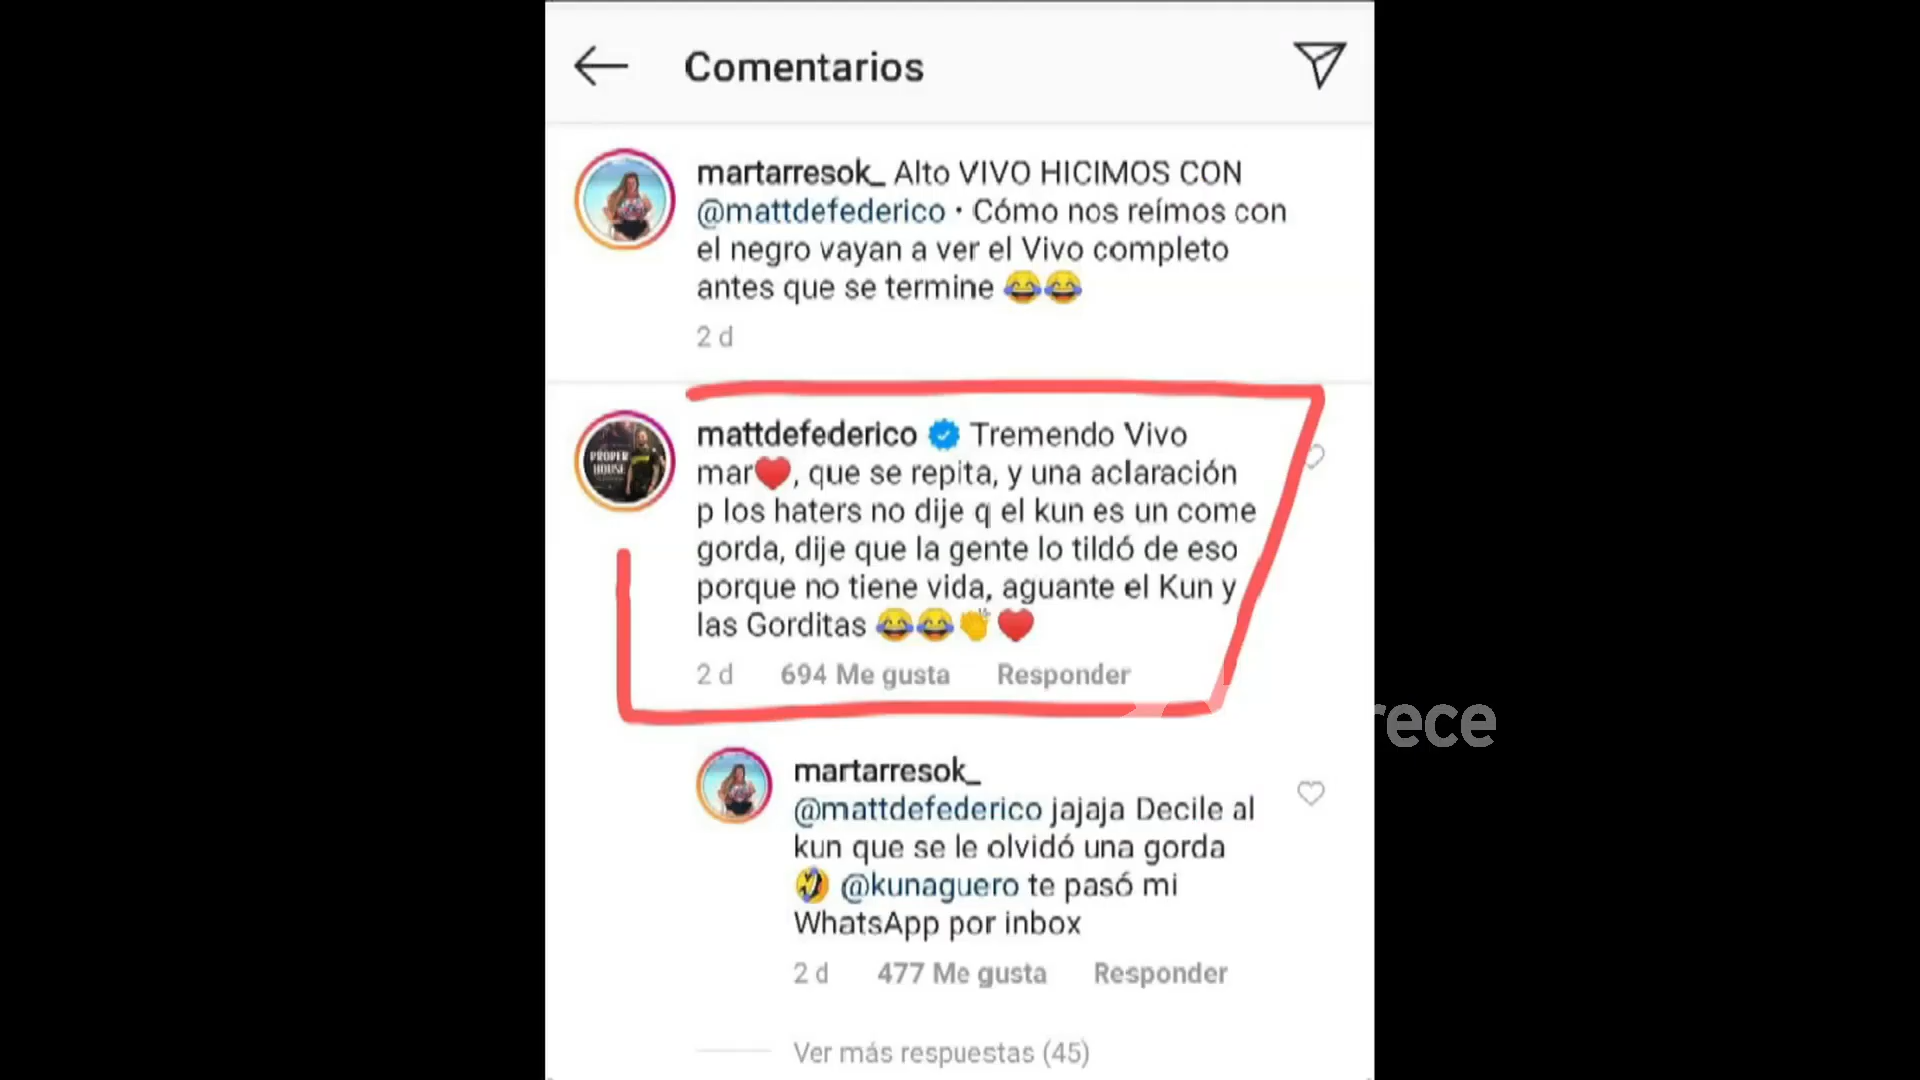 Comentarios
martarresok_ Alto VIVO HICIMOS CON
@mattdefederico • Cómo nos reímos con
el negro vayan a ver el Vivo completo
antes que se termine 😂😂
2 d
PROPER
HOUSE
mattdefederico Tremendo Vivo
mar❤️, que se repita, y una aclaración
p los haters no dije q el kun es un come
gorda, dije que la gente lo tildó de eso
porque no tiene vida, aguante el Kun y
las Gorditas 😂😂👏❤️
2 d 694 Me gusta Responder
martarresok_
@mattdefederico jajaja Decile al
kun que se le olvidó una gorda
🤣 @kunaguero te pasó mi
WhatsApp por inbox
2 d 477 Me gusta Responder
Ver más respuestas (45)